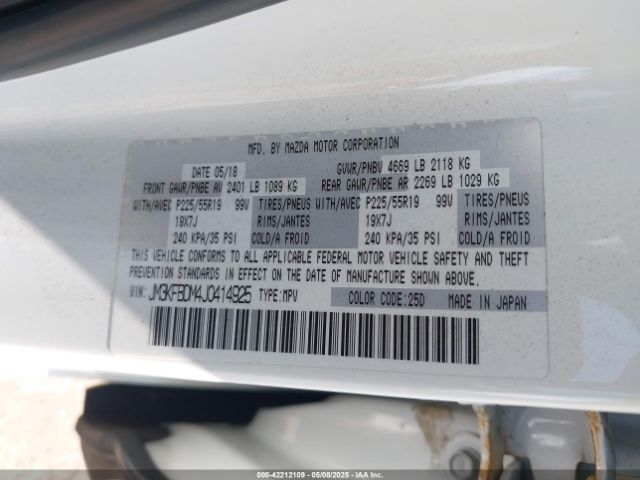 MFD. BY MAZDA MOTOR CORPORATION
DATE 05/18 GVWR/PNBV 4669 LB 2118 KG
FRONT GAWR/PNBE AV 2401 LB 1089 KG REAR GAWR/PNBE AR 2269 LB 1029 KG
WITH/AVEC P225/55R19 99V TIRES/PNEUS WITH/AVEC P225/55R19 99V TIRES/PNEUS
19X7J RIMS/JANTES 19X7J RIMS/JANTES
240 KPA/35 PSI COLD/A FROID 240 KPA/35 PSI COLD/A FROID
THIS VEHICLE CONFORMS TO ALL APPLICABLE FEDERAL MOTOR VEHICLE SAFETY AND THEFT
PREVENTION STANDARDS IN EFFECT ON THE DATE OF MANUFACTURE SHOWN ABOVE.
VIN: JM3KFBDM4J0414925 TYPE:MPV COLOR CODE:25D MADE IN JAPAN
000-42212109 - 05/08/2025 - IAA Inc.